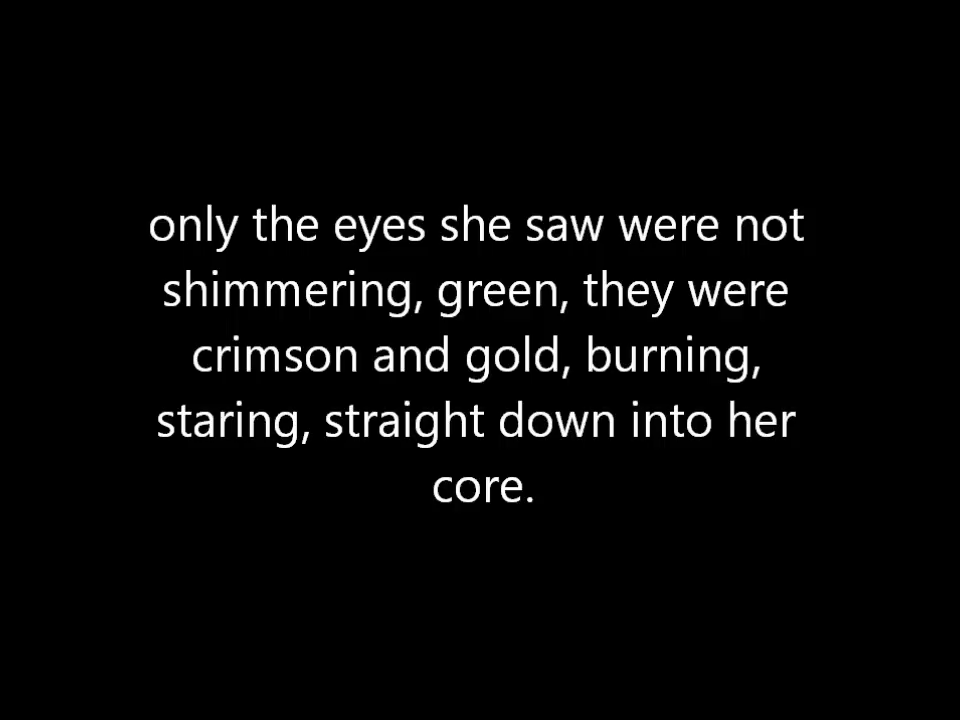 only the eyes she saw were not
shimmering, green, they were
crimson and gold, burning,
staring, straight down into her
core.